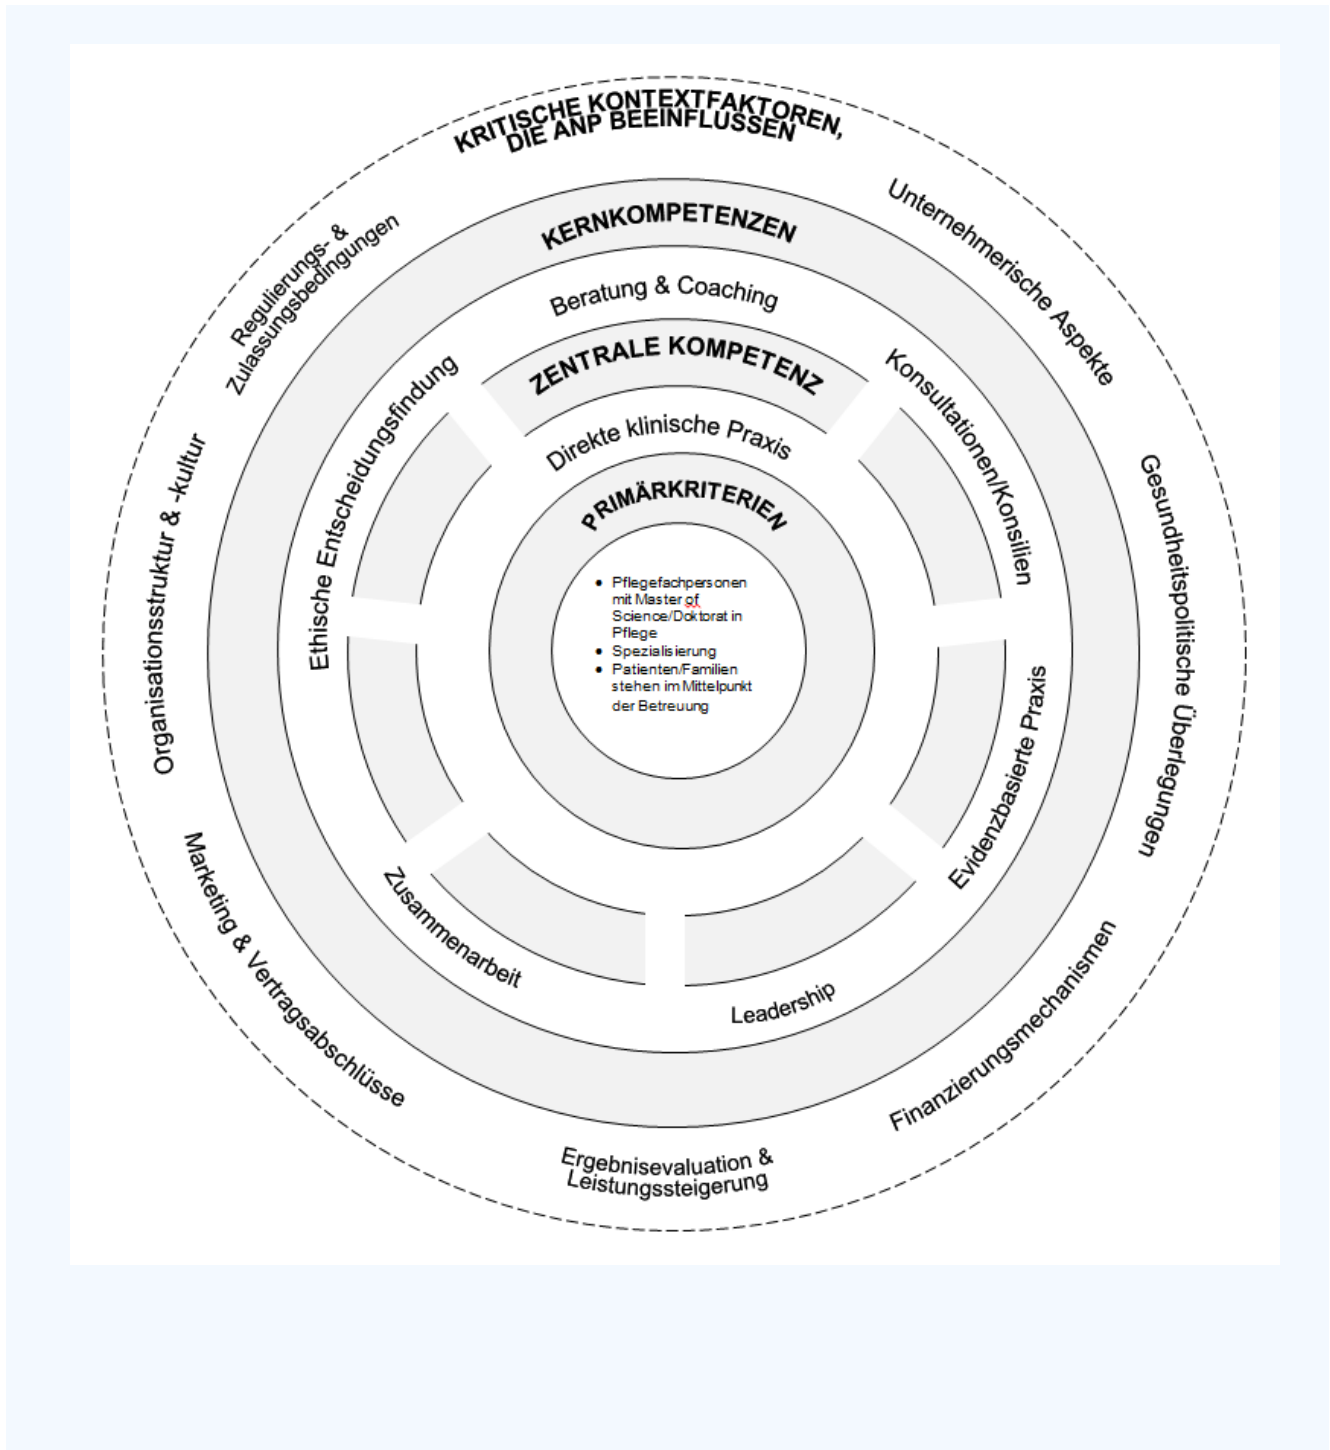 KRITISCHE KONTEXTFAKTOREN,
DIE ANP BEEINFLUSSEN
Unternehmerische Aspekte
Gesundheitspolitische Überlegungen
Finanzierungsmechanismen
Ergebnisevaluation &
Leistungssteigerung
Marketing & Vertragsabschlüsse
Organisationsstruktur & -kultur
Regulierungs- &
Zulassungsbedingungen
KERNKOMPETENZEN
Beratung & Coaching
Konsultationen/Konsilien
Evidenzbasierte Praxis
Leadership
Zusammenarbeit
Ethische Entscheidungsfindung
ZENTRALE KOMPETENZ
Direkte klinische Praxis
PRIMÄRKRITERIEN
• Pflegefachpersonen
mit Master of
Science/Doktorat in
Pflege
• Spezialisierung
• Patienten/Familien
stehen im Mittelpunkt
der Betreuung